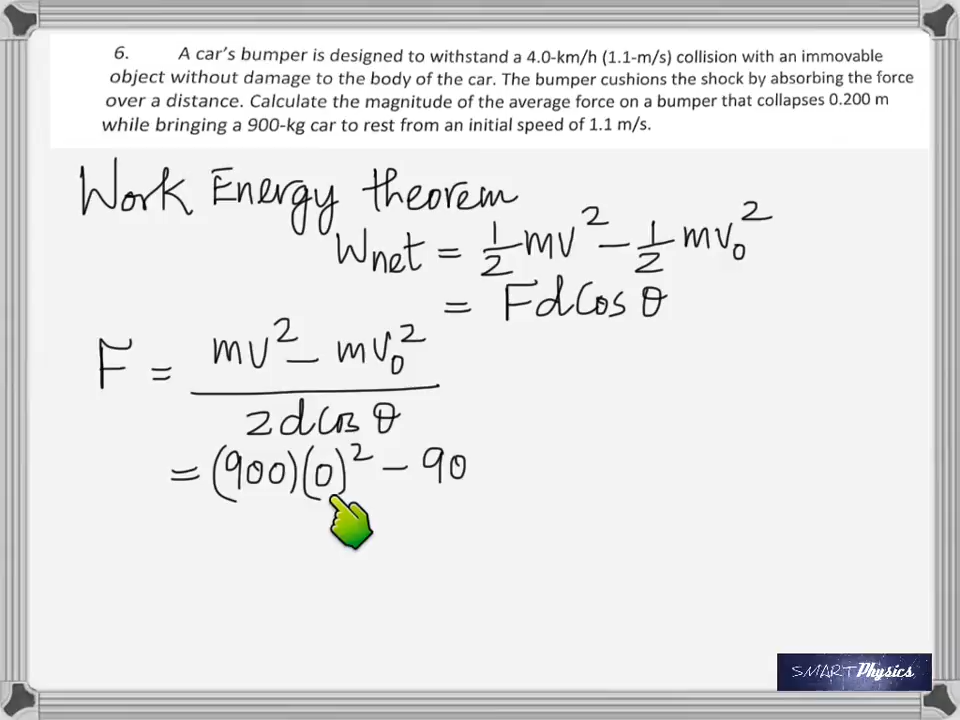 6. A car's bumper is designed to withstand a 4.0-km/h (1.1-m/s) collision with an immovable
object without damage to the body of the car. The bumper cushions the shock by absorbing the force
over a distance. Calculate the magnitude of the average force on a bumper that collapses 0.200 m
while bringing a 900-kg car to rest from an initial speed of 1.1 m/s.
Work Energy theorem
Wnet = 1/2 mv² - 1/2 mv₀²
= Fd Cos θ
F = mv² - mv₀² / 2d cos θ
= (900)(0)² - 90
SMART Physics